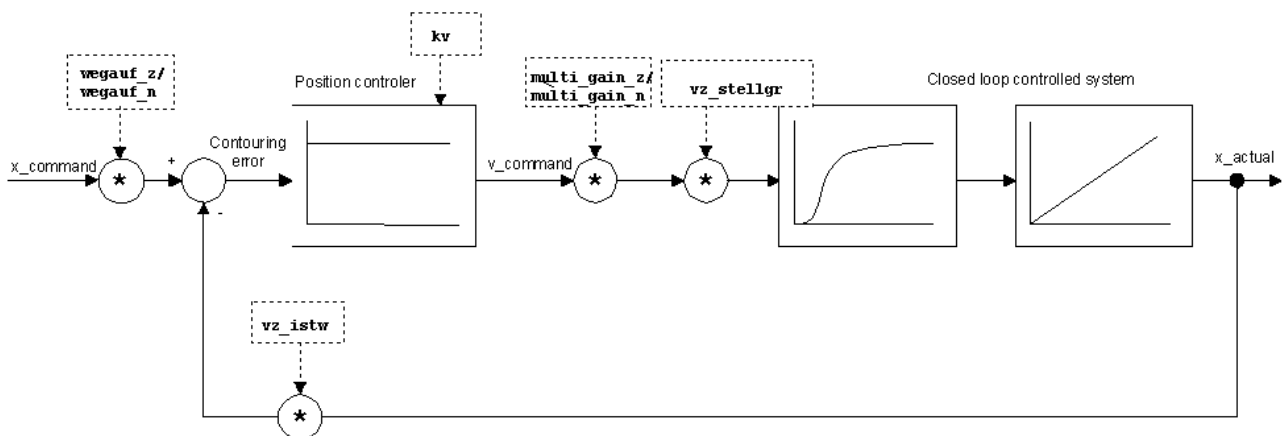 kv
wegauf_z/
wegauf_n
Position controler
multi_gain_z/
multi_gain_n
vz_stellgr
Closed loop controlled system
x_command
*
+
-
Contouring
error
v_command
*
*
x_actual
vz_istw
*